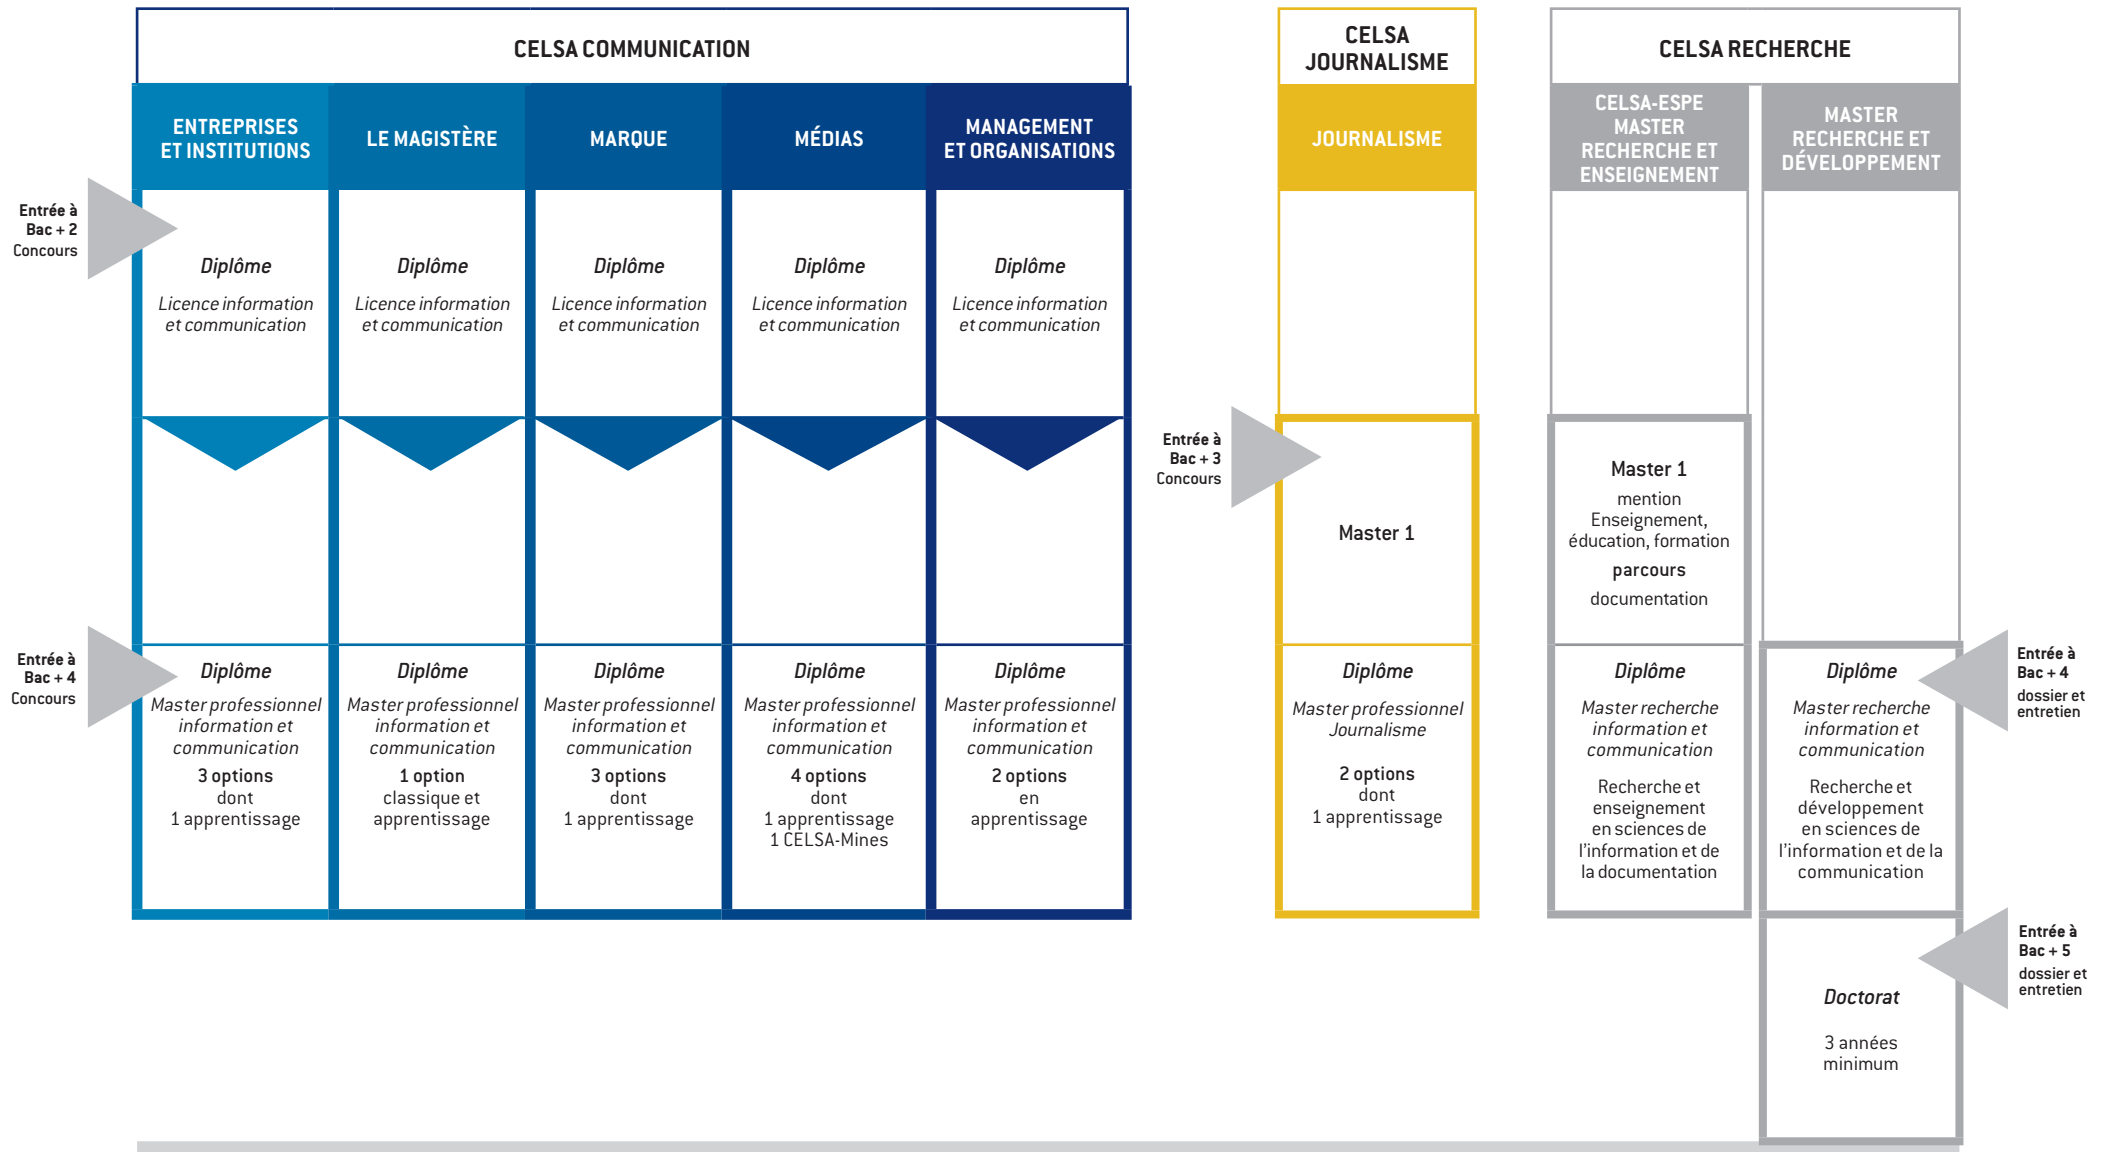 CELSA COMMUNICATION
ENTREPRISES
ET INSTITUTIONS
LE MAGISTÈRE
MARQUE
MÉDIAS
MANAGEMENT
ET ORGANISATIONS
Entrée à
Bac + 2
Concours
Diplôme
Licence information
et communication
Diplôme
Licence information
et communication
Diplôme
Licence information
et communication
Diplôme
Licence information
et communication
Diplôme
Licence information
et communication
Entrée à
Bac + 4
Concours
Diplôme
Master professionnel
information et
communication
3 options
dont
1 apprentissage
Diplôme
Master professionnel
information et
communication
1 option
classique et
apprentissage
Diplôme
Master professionnel
information et
communication
3 options
dont
1 apprentissage
Diplôme
Master professionnel
information et
communication
4 options
dont
1 apprentissage
1 CELSA-Mines
Diplôme
Master professionnel
information et
communication
2 options
en
apprentissage
CELSA
JOURNALISME
JOURNALISME
Entrée à
Bac + 3
Concours
Master 1
Diplôme
Master professionnel
Journalisme
2 options
dont
1 apprentissage
CELSA RECHERCHE
CELSA-ESPE
MASTER
RECHERCHE ET
ENSEIGNEMENT
Master 1
mention
Enseignement,
éducation, formation
parcours
documentation
Diplôme
Master recherche
information et
communication
Recherche et
enseignement
en sciences de
l'information et de
la documentation
MASTER
RECHERCHE ET
DÉVELOPPEMENT
Diplôme
Master recherche
information et
communication
Recherche et
développement
en sciences de
l'information et de la
communication
Entrée à
Bac + 4
dossier et
entretien
Doctorat
3 années
minimum
Entrée à
Bac + 5
dossier et
entretien